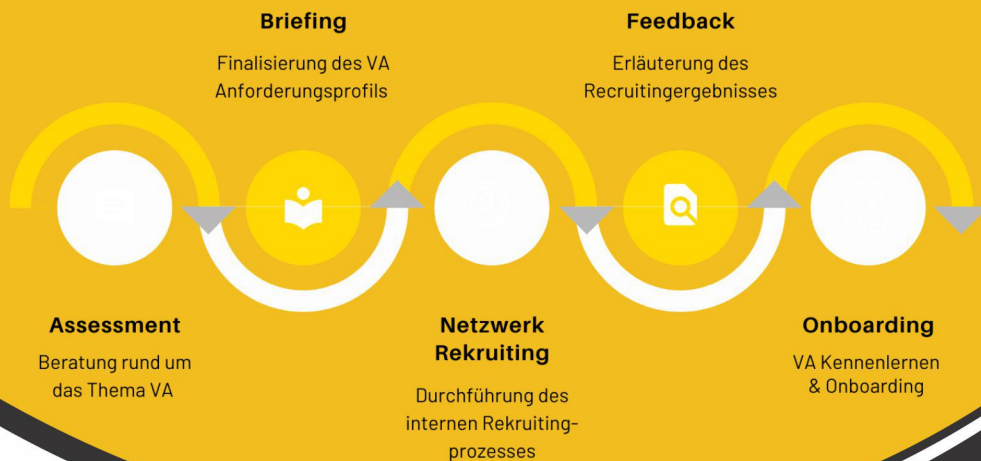 Briefing
Finalisierung des VA
Anforderungsprofils
Feedback
Erläuterung des
Recruitingergebnisses
Assessment
Beratung rund um
das Thema VA
Netzwerk
Rekruiting
Durchführung des
internen Rekruiting-
prozesses
Onboarding
VA Kennenlernen
& Onboarding